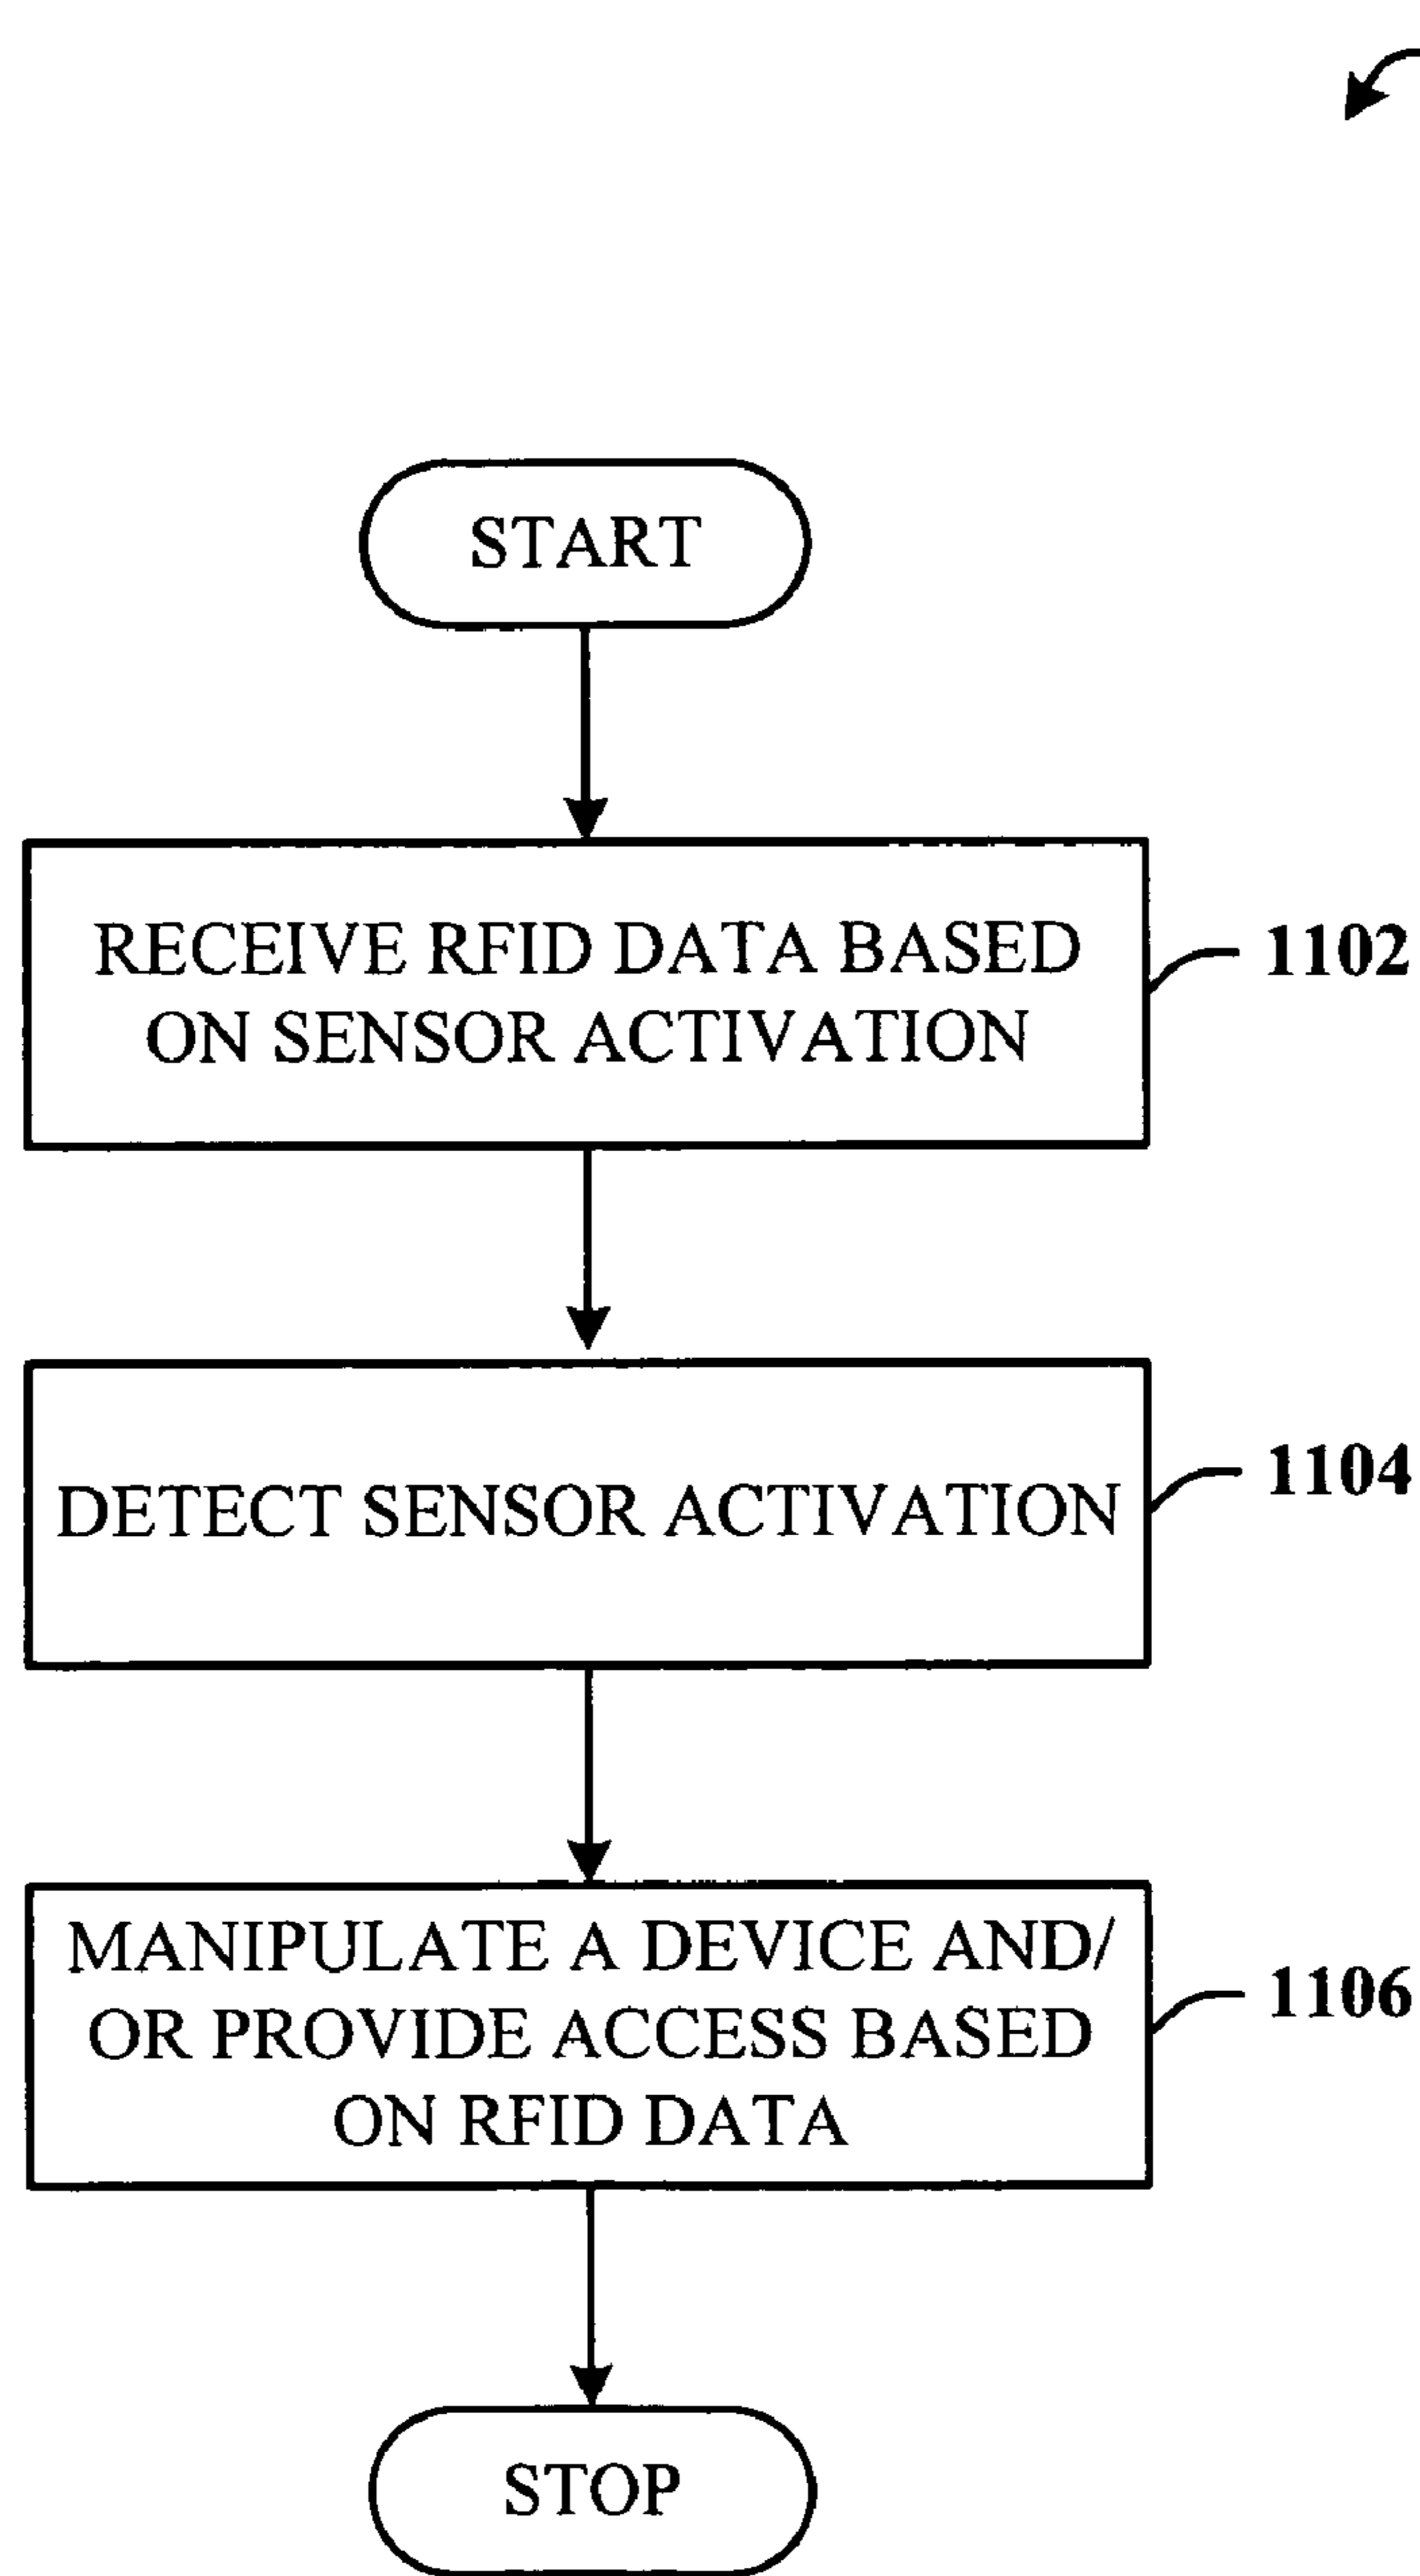 START
RECEIVE RFID DATA BASED
ON SENSOR ACTIVATION
1102
DETECT SENSOR ACTIVATION
1104
MANIPULATE A DEVICE AND/
OR PROVIDE ACCESS BASED
ON RFID DATA
1106
STOP